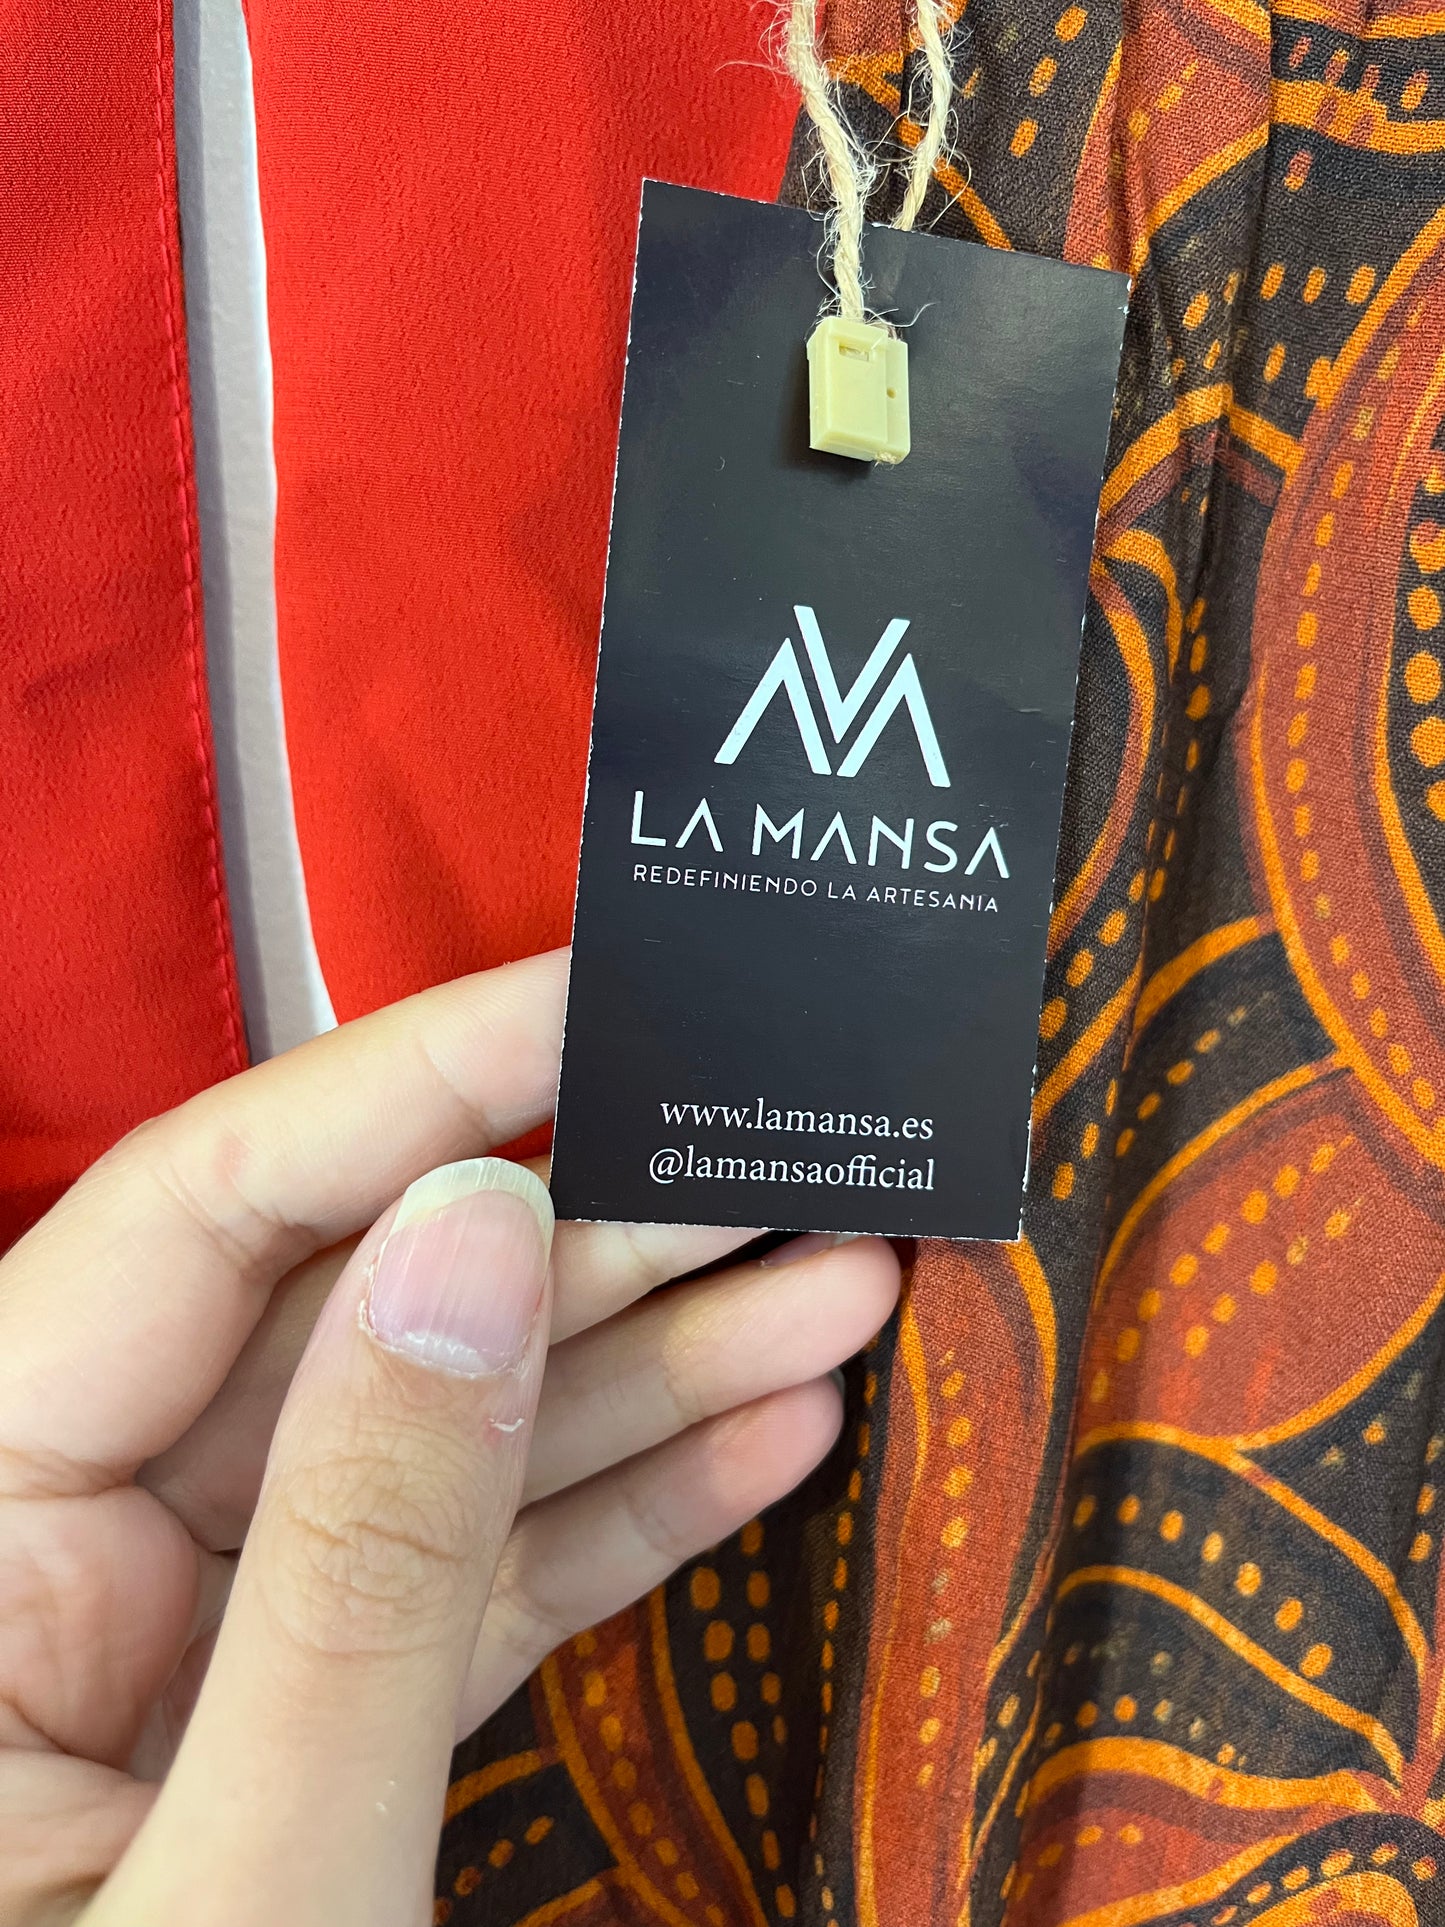 LA MANSA
REDEFINIENDO LA ARTESANIA
www.lamansa.es
@lamansaofficial